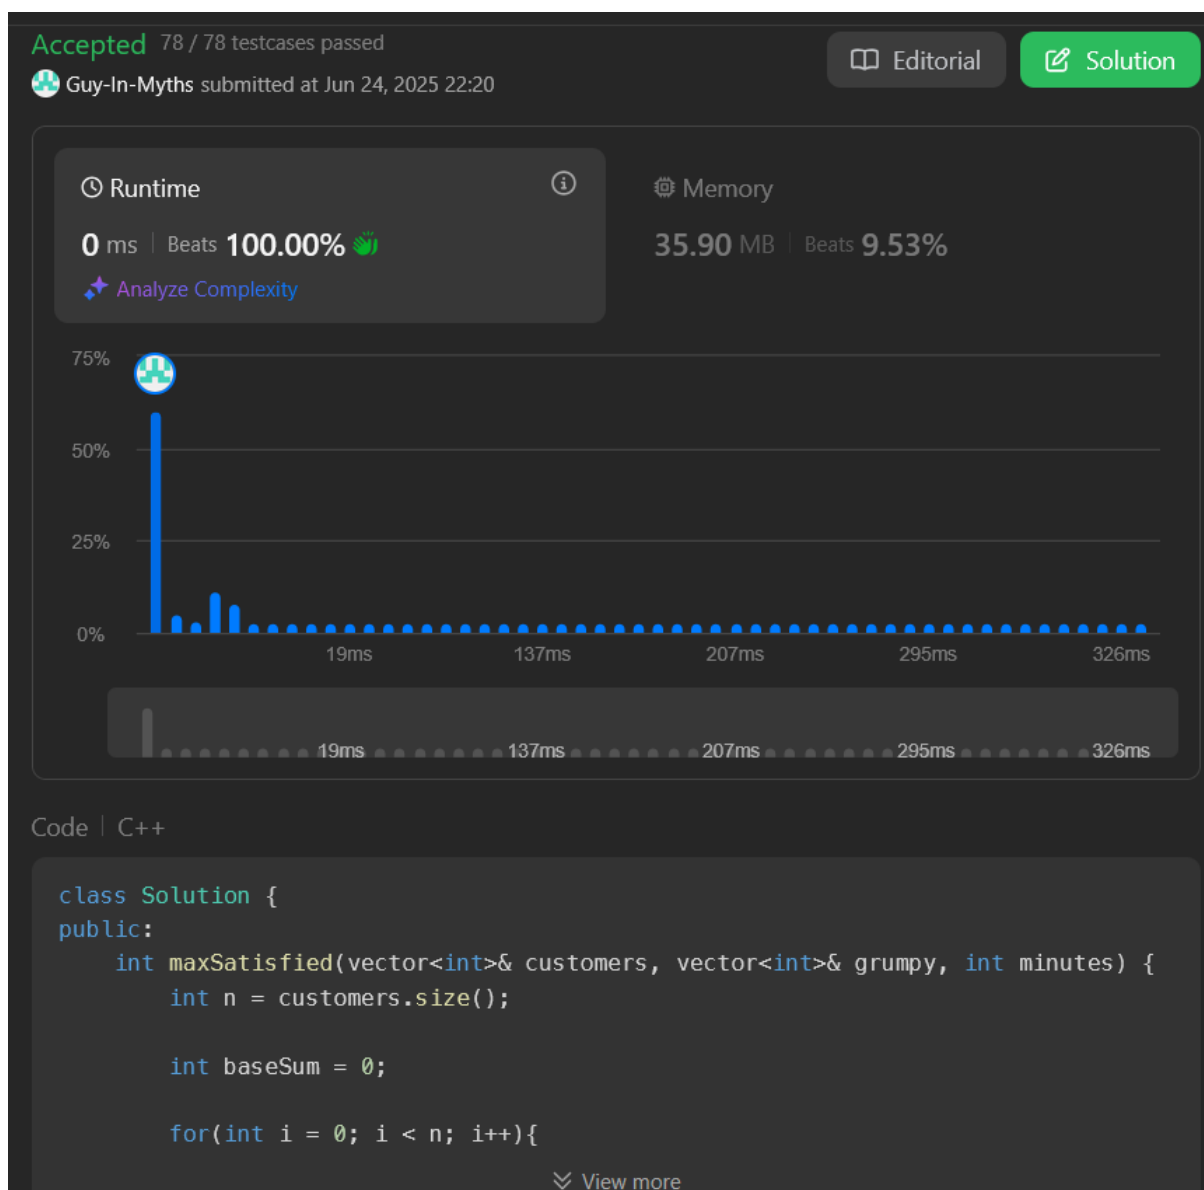 Accepted 78 / 78 testcases passed
Editorial
Solution
Guy-In-Myths submitted at Jun 24, 2025 22:20
Runtime
0 ms | Beats 100.00%
Analyze Complexity
Memory
35.90 MB | Beats 9.53%
75%
50%
25%
0%
19ms 137ms 207ms 295ms 326ms
19ms 137ms 207ms 295ms 326ms
Code | C++
class Solution {
public:
    int maxSatisfied(vector<int>& customers, vector<int>& grumpy, int minutes) {
        int n = customers.size();
        int baseSum = 0;
        for(int i = 0; i < n; i++){
View more